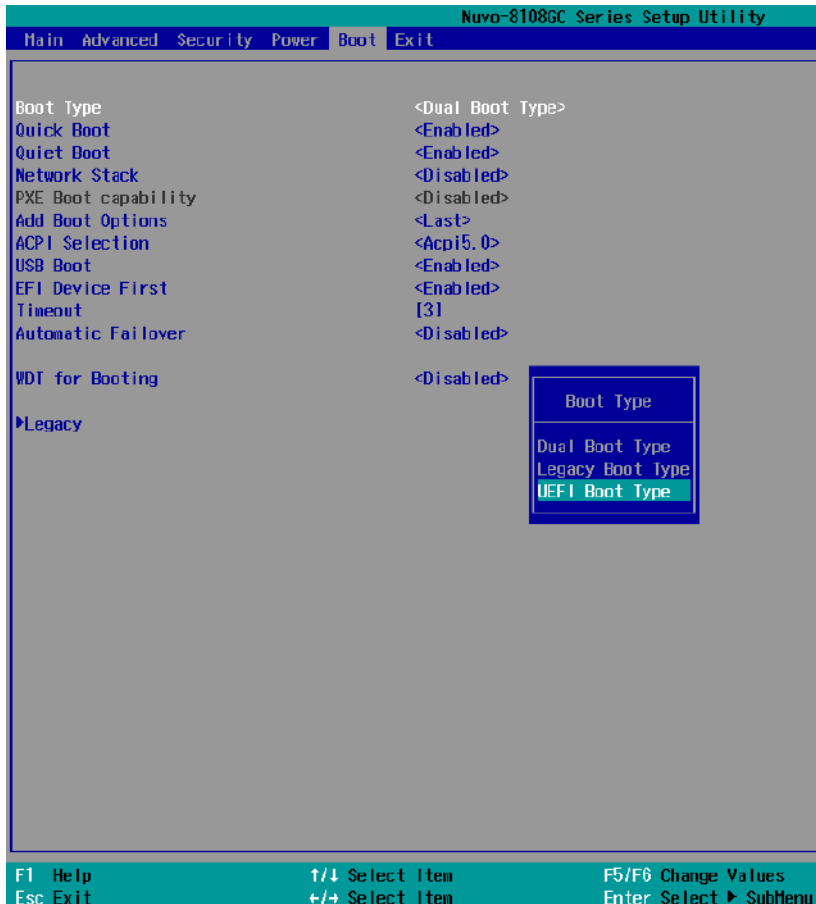 Nuvo-8108GC Series Setup Utility
Main Advanced Security Power Boot Exit
Boot Type <Dual Boot Type>
Quick Boot <Enabled>
Quiet Boot <Enabled>
Network Stack <Disabled>
PXE Boot capability <Disabled>
Add Boot Options <Last>
ACPI Selection <Acpi5.0>
USB Boot <Enabled>
EFI Device First <Enabled>
Timeout [3]
Automatic Failover <Disabled>
WDT for Booting <Disabled>
▶Legacy
Boot Type
Dual Boot Type
Legacy Boot Type
UEFI Boot Type
F1 Help ↑/↓ Select Item F5/F6 Change Values
Esc Exit ←/→ Select Item Enter Select ▶ SubMenu